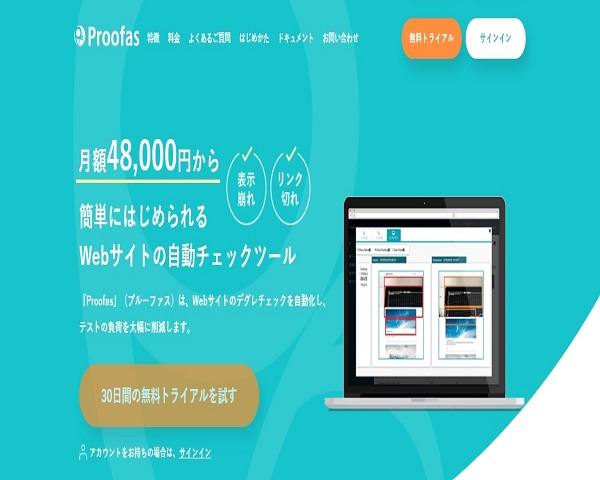 Proofas 特徴 料金 よくあるご質問 はじめかた ドキュメント お問い合わせ 無料トライアル サインイン
月額48,000円から
表示
崩れ
リンク
切れ
簡単にはじめられる
Webサイトの自動チェックツール
「Proofas」(プルーファス)は、Webサイトのデグレチェックを自動化し、
テストの負荷を大幅に削減します。
30日間の無料トライアルを試す
アカウントをお持ちの場合は、サインイン